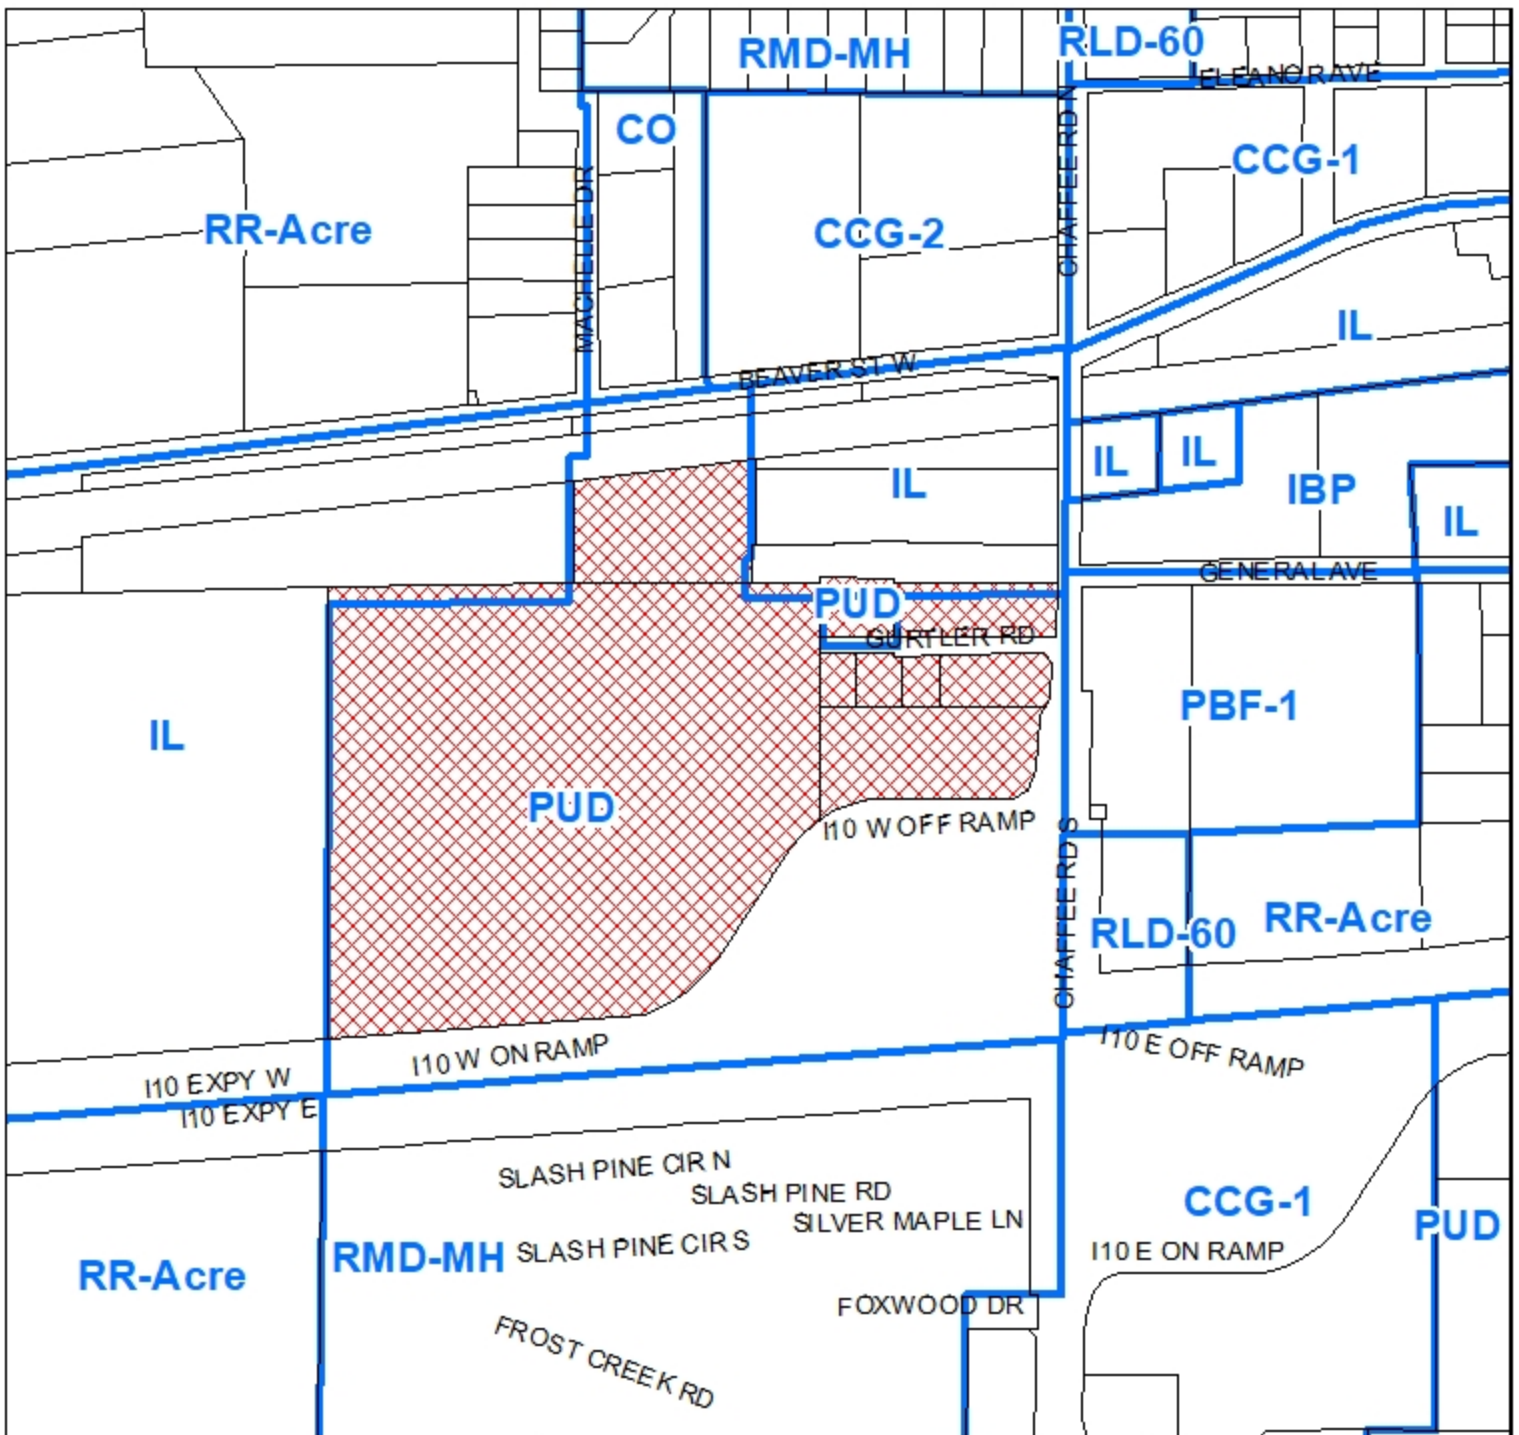 RMD-MH
RLD-60
ELEANOR AVE
CO
CCG-1
RR-Acre
MACHELLE DR
CCG-2
CHAFFEE RD N
IL
BEAVER ST W
IL
IL
IL
IBP
IL
GENERAL AVE
PUD
GURTLER RD
IL
PBF-1
PUD
I10 W OFF RAMP
CHAFFEE RD S
RLD-60
RR-Acre
I10 W ON RAMP
I10 E OFF RAMP
I10 EXPY W
I10 EXPY E
SLASH PINE CIR N
SLASH PINE RD
SILVER MAPLE LN
CCG-1
PUD
SLASH PINE CIR S
RMD-MH
RR-Acre
I10 E ON RAMP
FOXWOOD DR
FROST CREEK RD